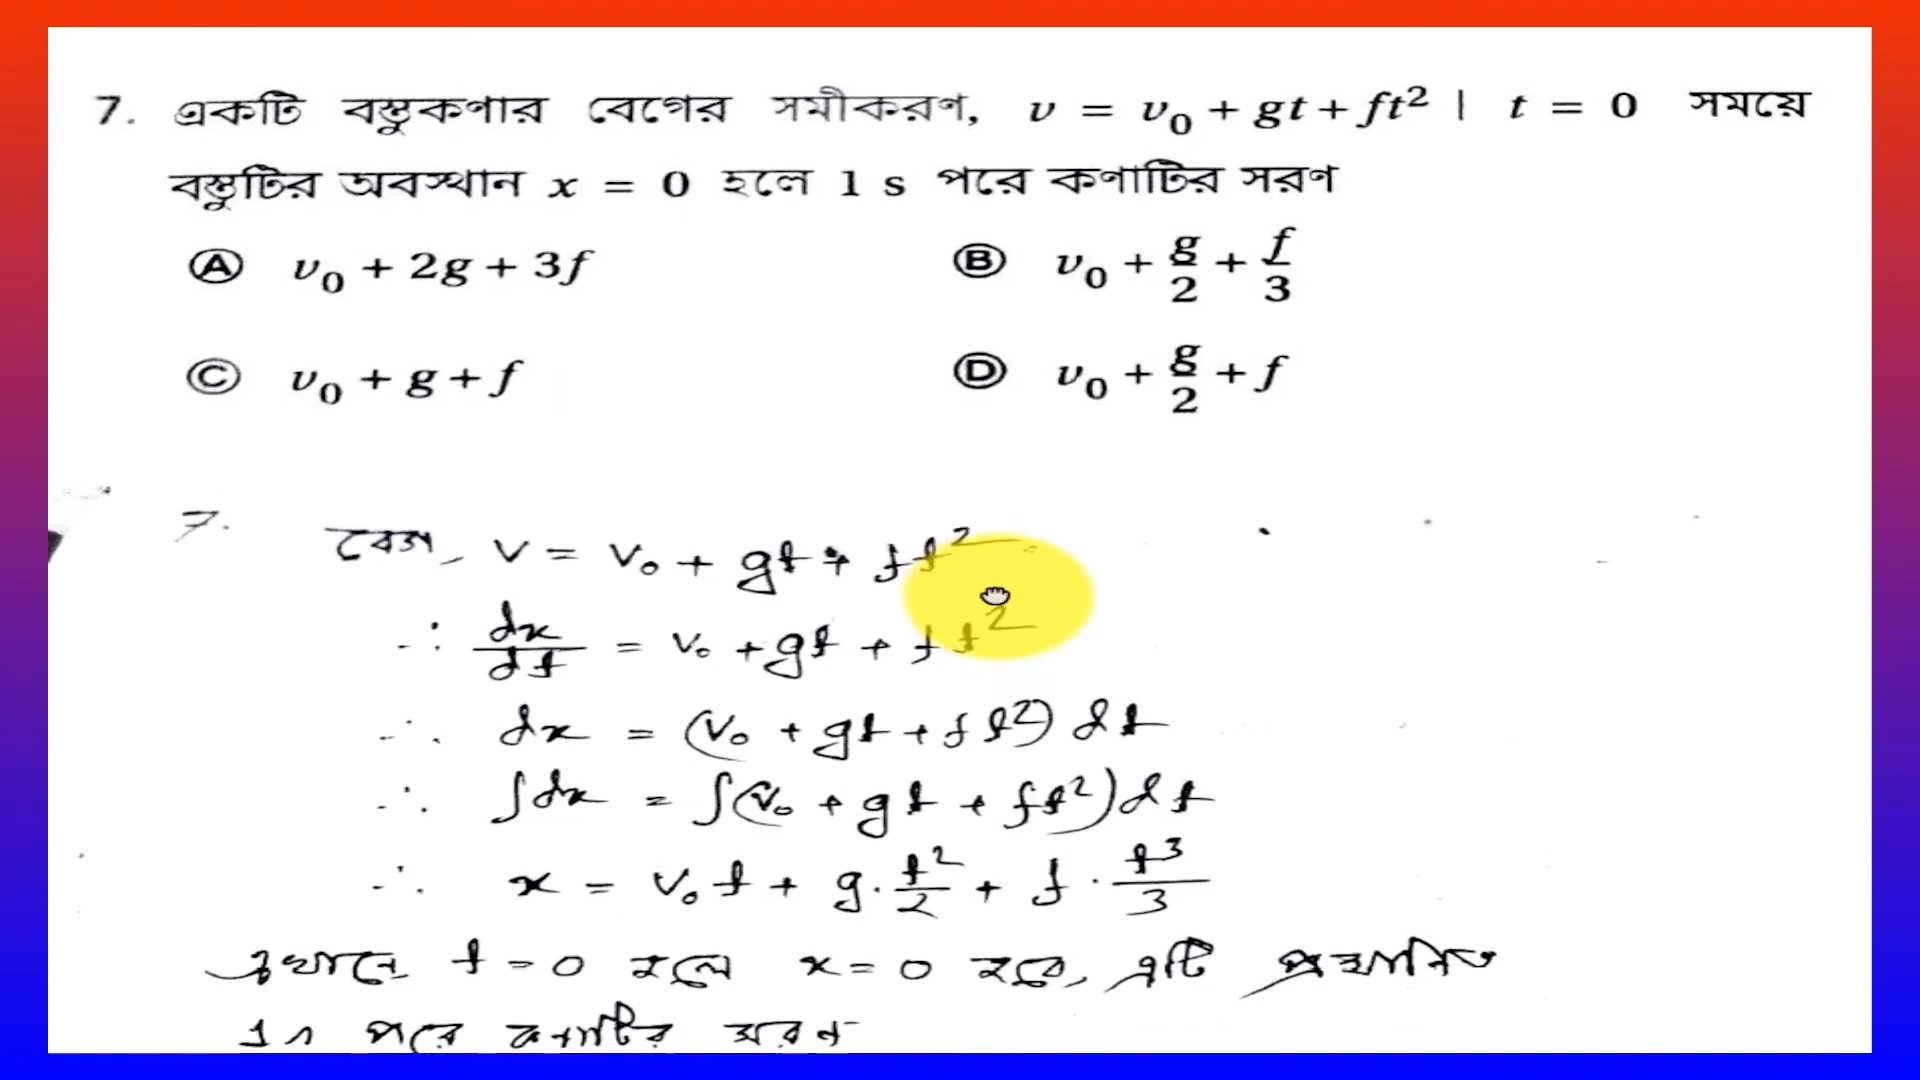 7. একটি বস্তুকণার বেগের সমীকরণ, v = v₀ + gt + ft² | t = 0 সময়ে
বস্তুটির অবস্থান x = 0 হলে 1 s পরে কণাটির সরণ
Ⓐ v₀ + 2g + 3f Ⓑ v₀ + g/2 + f/3
Ⓒ v₀ + g + f Ⓓ v₀ + g/2 + f
7. বেগ, v = v₀ + gt + ft²
∴ dx/dt = v₀ + gt + ft²
∴ dx = (v₀ + gt + ft²) dt
∴ ∫dx = ∫(v₀ + gt + ft²) dt
∴ x = v₀t + g · t²/2 + f · t³/3
এখানে t = 0 হলে x = 0 হবে, এটি প্রমাণিত
1s পরে কণাটির সরণ